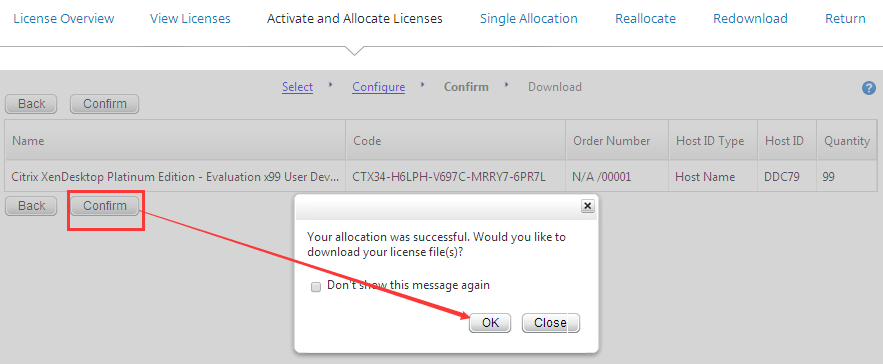 License Overview View Licenses Activate and Allocate Licenses Single Allocation Reallocate Redownload Return
Select Configure Confirm Download ?
Back Confirm
Name Code Order Number Host ID Type Host ID Quantity
Citrix XenDesktop Platinum Edition - Evaluation x99 User Dev... CTX34-H6LPH-V697C-MRRY7-6PR7L N/A /00001 Host Name DDC79 99
Back Confirm
Your allocation was successful. Would you like to
download your license file(s)?
Don't show this message again
OK Close